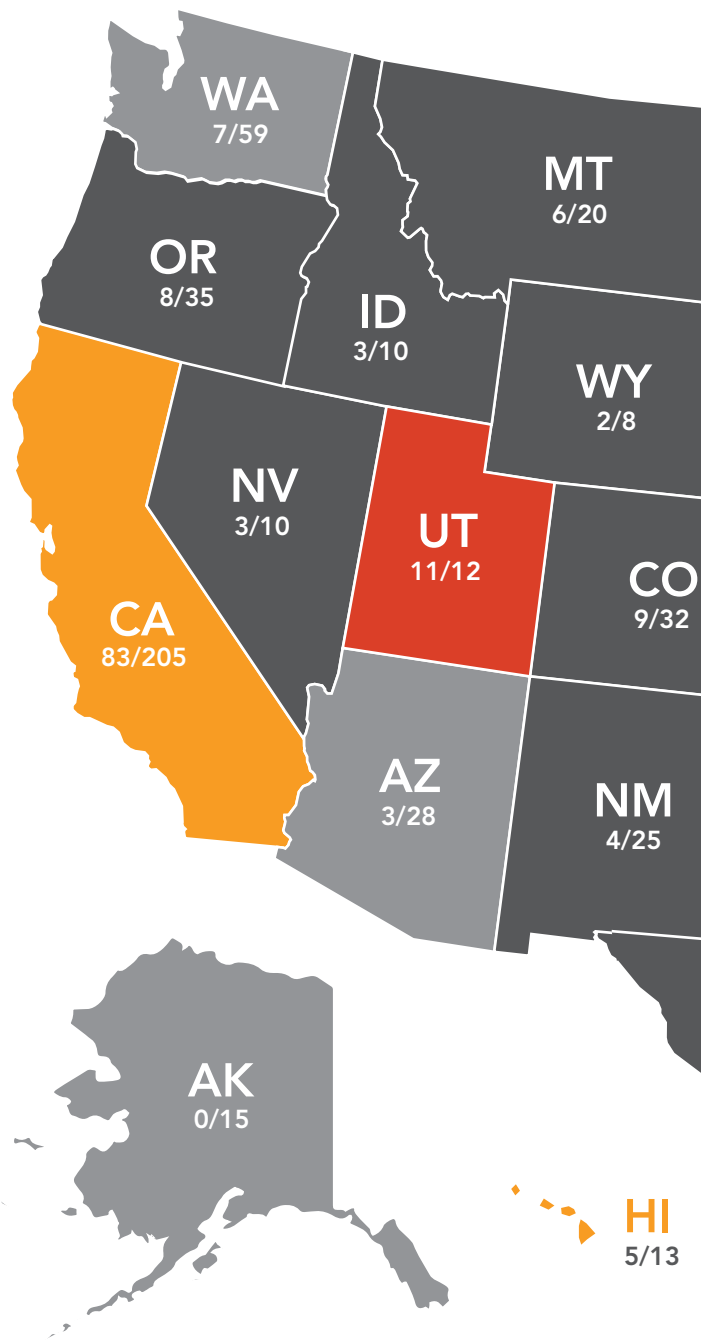 WA
7/59
MT
6/20
OR
8/35
ID
3/10
WY
2/8
NV
3/10
UT
11/12
CO
9/32
CA
83/205
AZ
3/28
NM
4/25
AK
0/15
HI
5/13